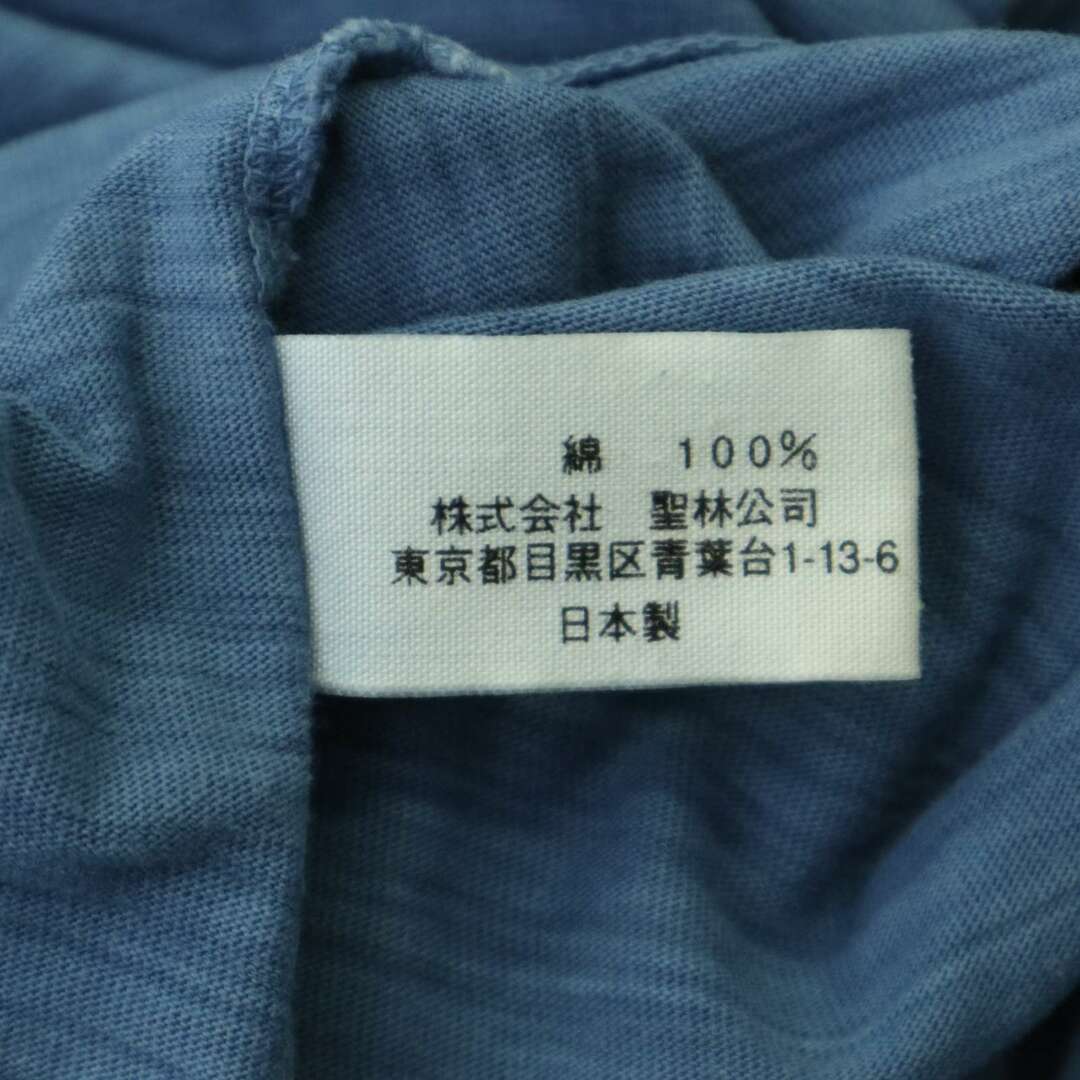 綿　１００％
株式会社　聖林公司
東京都目黒区青葉台1-13-6
日本製